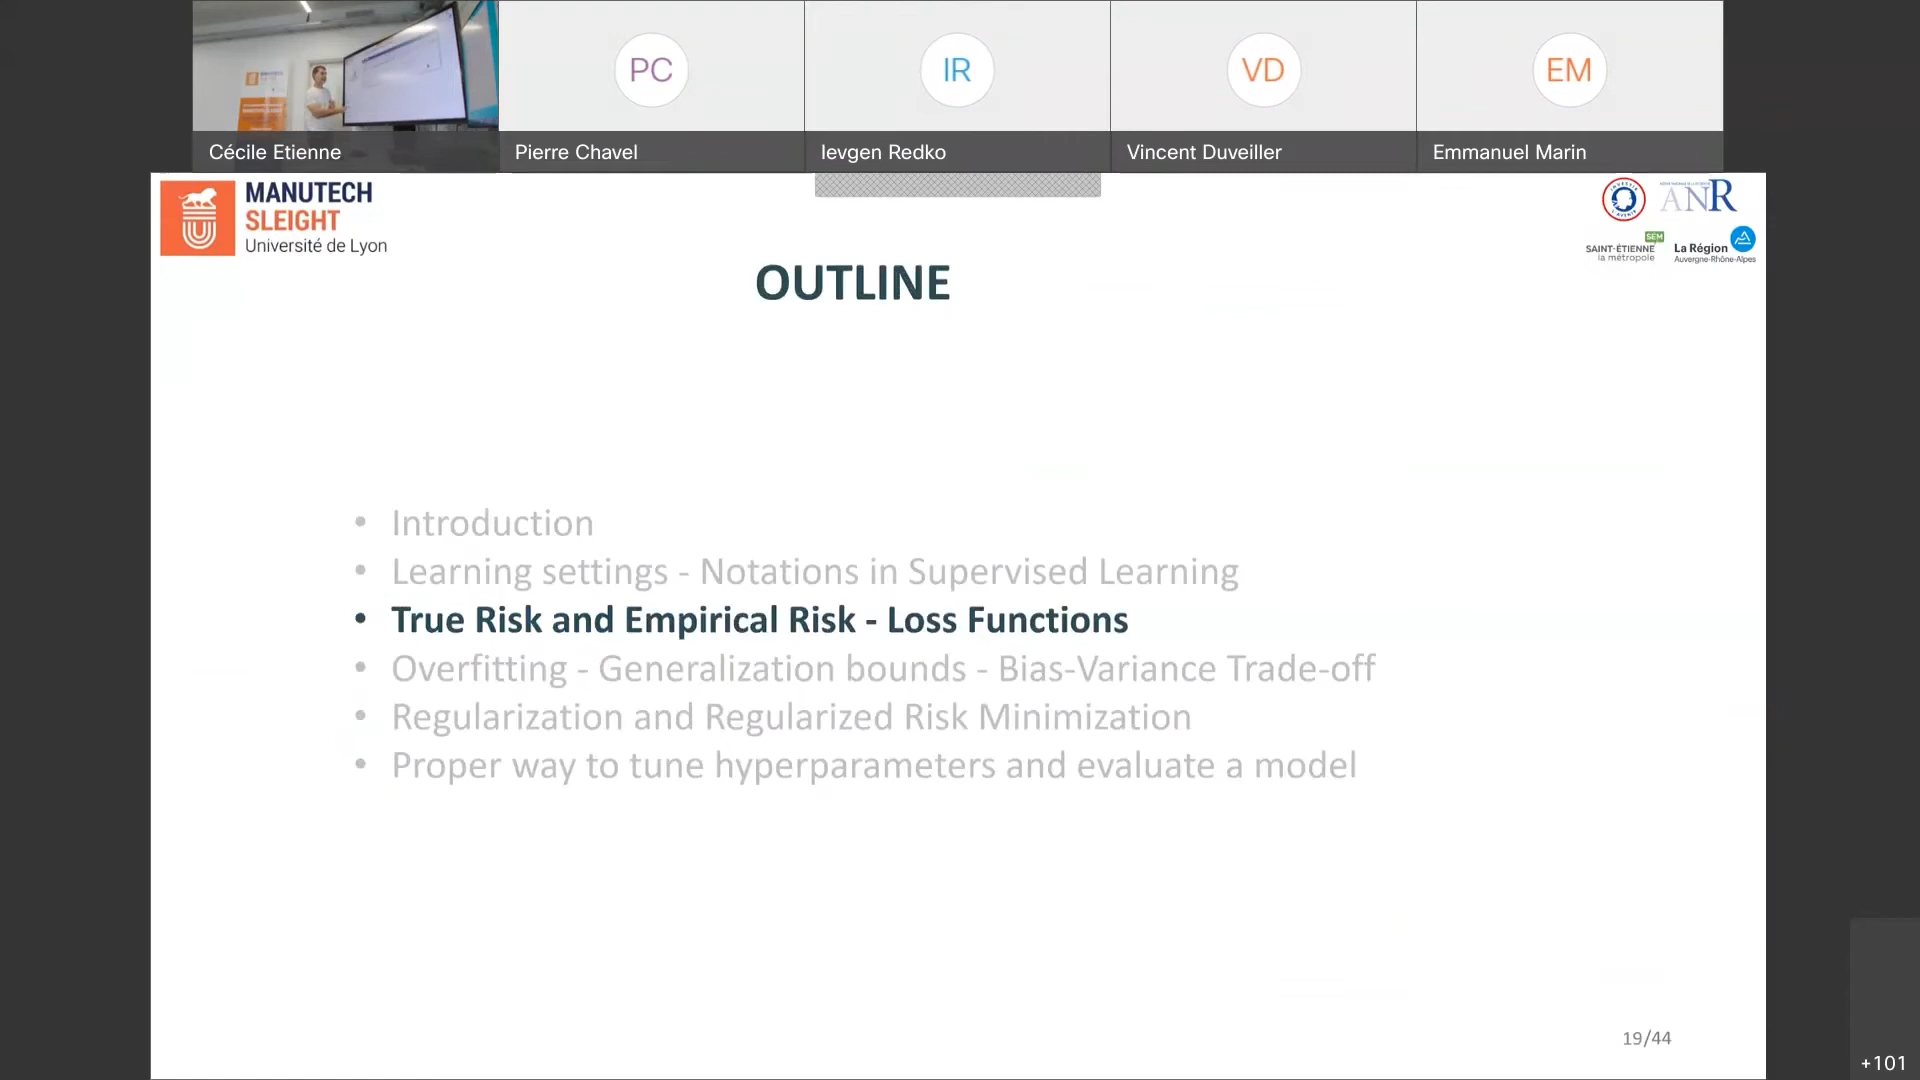 PC
IR
VD
EM
Cécile Etienne
Pierre Chavel
Ievgen Redko
Vincent Duveiller
Emmanuel Marin
MANUTECH
SLEIGHT
Université de Lyon
ANR
SAINT-ÉTIENNE
la métropole
SEM
La Région
Auvergne-Rhône-Alpes
OUTLINE
• Introduction
• Learning settings - Notations in Supervised Learning
• True Risk and Empirical Risk - Loss Functions
• Overfitting - Generalization bounds - Bias-Variance Trade-off
• Regularization and Regularized Risk Minimization
• Proper way to tune hyperparameters and evaluate a model
19/44
+101